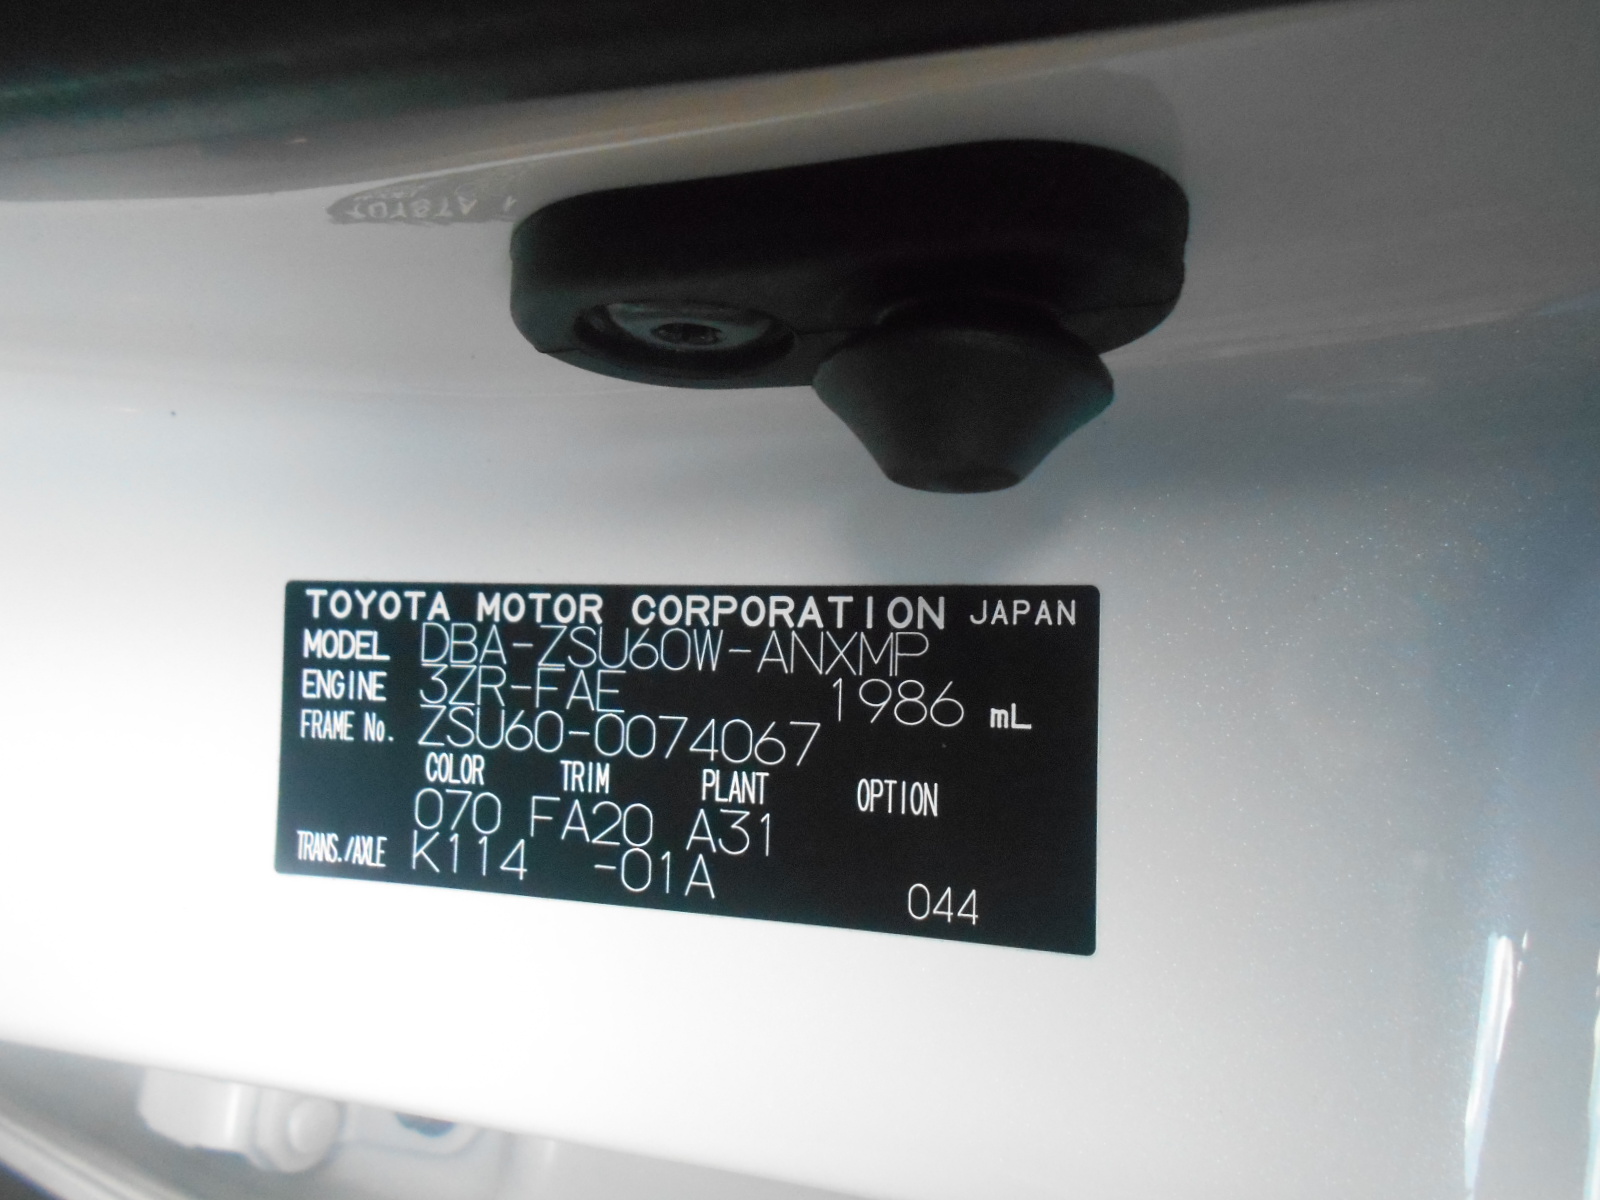 TOYOTA MOTOR CORPORATION JAPAN
MODEL DBA-ZSU60W-ANXMP
ENGINE 3ZR-FAE 1986 mL
FRAME No. ZSU60-0074067
COLOR TRIM PLANT OPTION
070 FA20 A31
TRANS./AXLE K114 -01A
044